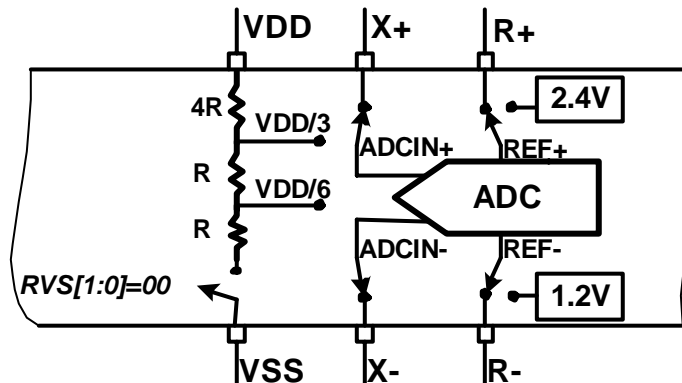 VDD X+ R+
4R VDD/3 2.4V
ADCIN+ REF+
R VDD/6 ADC
R ADCIN- REF-
RVS[1:0]=00 1.2V
VSS X- R-